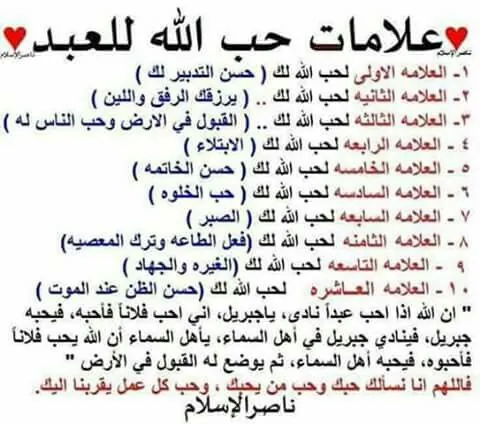 علامات حب الله للعبد
ناصرالإسلام ناصرالإسلام
١- العلامه الاولى لحب الله لك ( حسن التدبير لك )
٢- العلامه الثانيه لحب الله لك .. ( يرزقك الرفق واللين )
٣- العلامه الثالثه لحب الله لك .. ( القبول في الارض وحب الناس له )
٤ - العلامه الرابعه لحب الله لك ( الابتلاء )
٥ - العلامه الخامسه لحب الله لك ( حسن الخاتمه )
٦ - العلامه السادسه لحب الله لك ( حب الخلوه )
٧ - العلامه السابعه لحب الله لك ( الصبر )
٨ - العلامه الثامنه لحب الله لك (فعل الطاعه وترك المعصيه)
٩ - العلامه التاسعه لحب الله لك (الغيره والجهاد )
١٠ - العلامه العـاشره لحب الله لك (حسن الظن عند الموت )
" ان الله اذا احب عبداً نادى، ياجبريل، اني احب فلاناً فأحبه، فيحبه
جبريل، فينادي جبريل في أهل السماء، يأهل السماء أن الله يحب فلاناً
فأحبوه، فيحبه أهل السماء، ثم يوضع له القبول في الأرض "
فاللهم انا نسألك حبك وحب من يحبك ، وحب كل عمل يقربنا اليك.
ناصرالإسلام